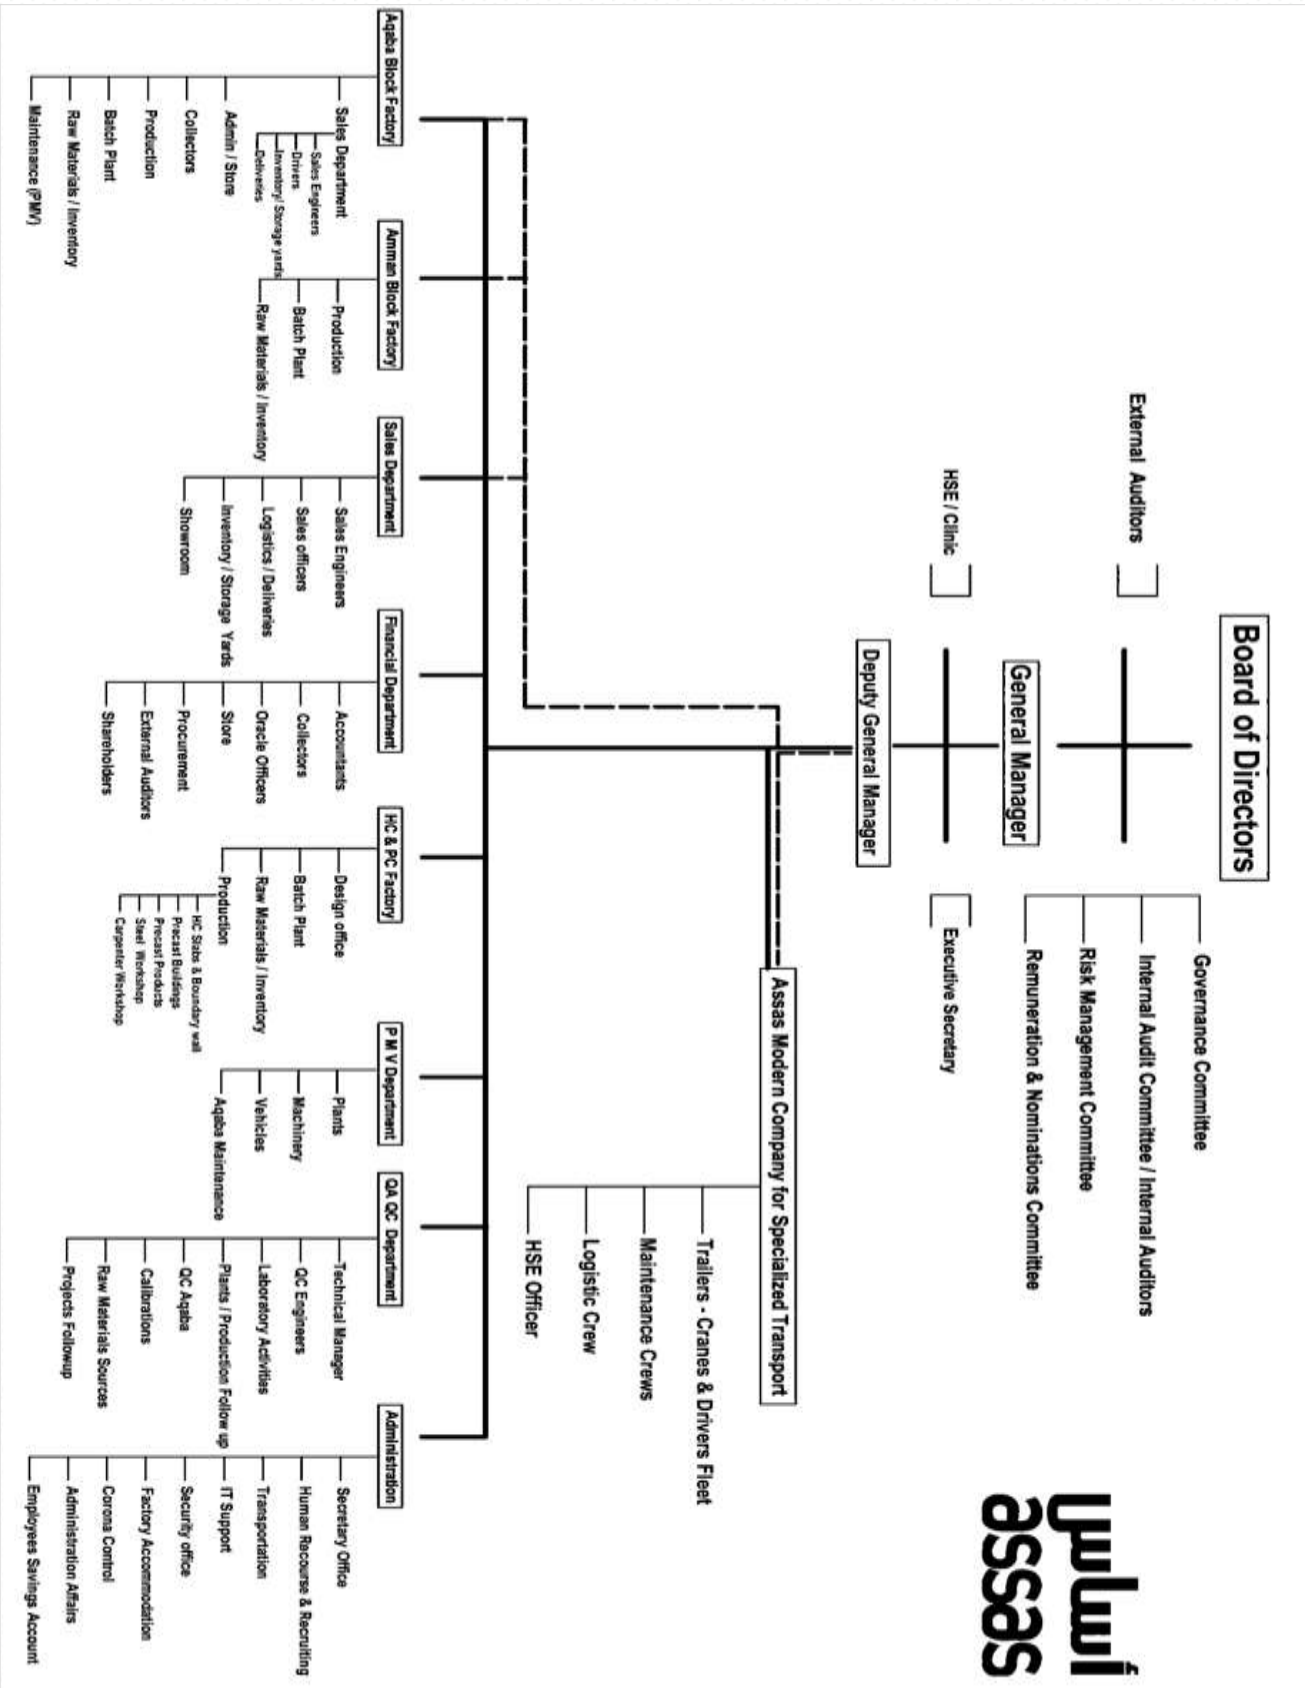 أساس
assas
Board of Directors
External Auditors
Governance Committee
Internal Audit Committee / Internal Auditors
Risk Management Committee
Remuneration & Nominations Committee
General Manager
HSE / Clinic
Executive Secretary
Deputy General Manager
Assas Modern Company for Specialized Transport
Trailers - Cranes & Drivers Fleet
Maintenance Crews
Logistic Crew
HSE Officer
Aqaba Block Factory
Sales Department
Sales Engineers
Drivers
Inventory/ Storage yards
Deliveries
Admin / Store
Collectors
Production
Batch Plant
Raw Materials / Inventory
Maintenance (PMV)
Amman Block Factory
Production
Batch Plant
Raw Materials / Inventory
Sales Department
Sales Engineers
Sales officers
Logistics / Deliveries
Inventory / Storage Yards
Showroom
Financial Department
Accountants
Collectors
Oracle Officers
Store
Procurement
External Auditors
Shareholders
HC & PC Factory
Design office
Batch Plant
Raw Materials / Inventory
Production
HC Slabs & Boundary wall
Precast Buildings
Precast Products
Steel Workshop
Carpenter Workshop
P M V Department
Plants
Machinery
Vehicles
Aqaba Maintenance
QA QC Department
Technical Manager
QC Engineers
Laboratory Activities
Plants / Production Follow up
QC Aqaba
Calibrations
Raw Materials Sources
Projects Followup
Administration
Secretary Office
Human Recourse & Recruiting
Transportation
IT Support
Security office
Factory Accommodation
Corona Control
Administration Affairs
Employees Savings Account